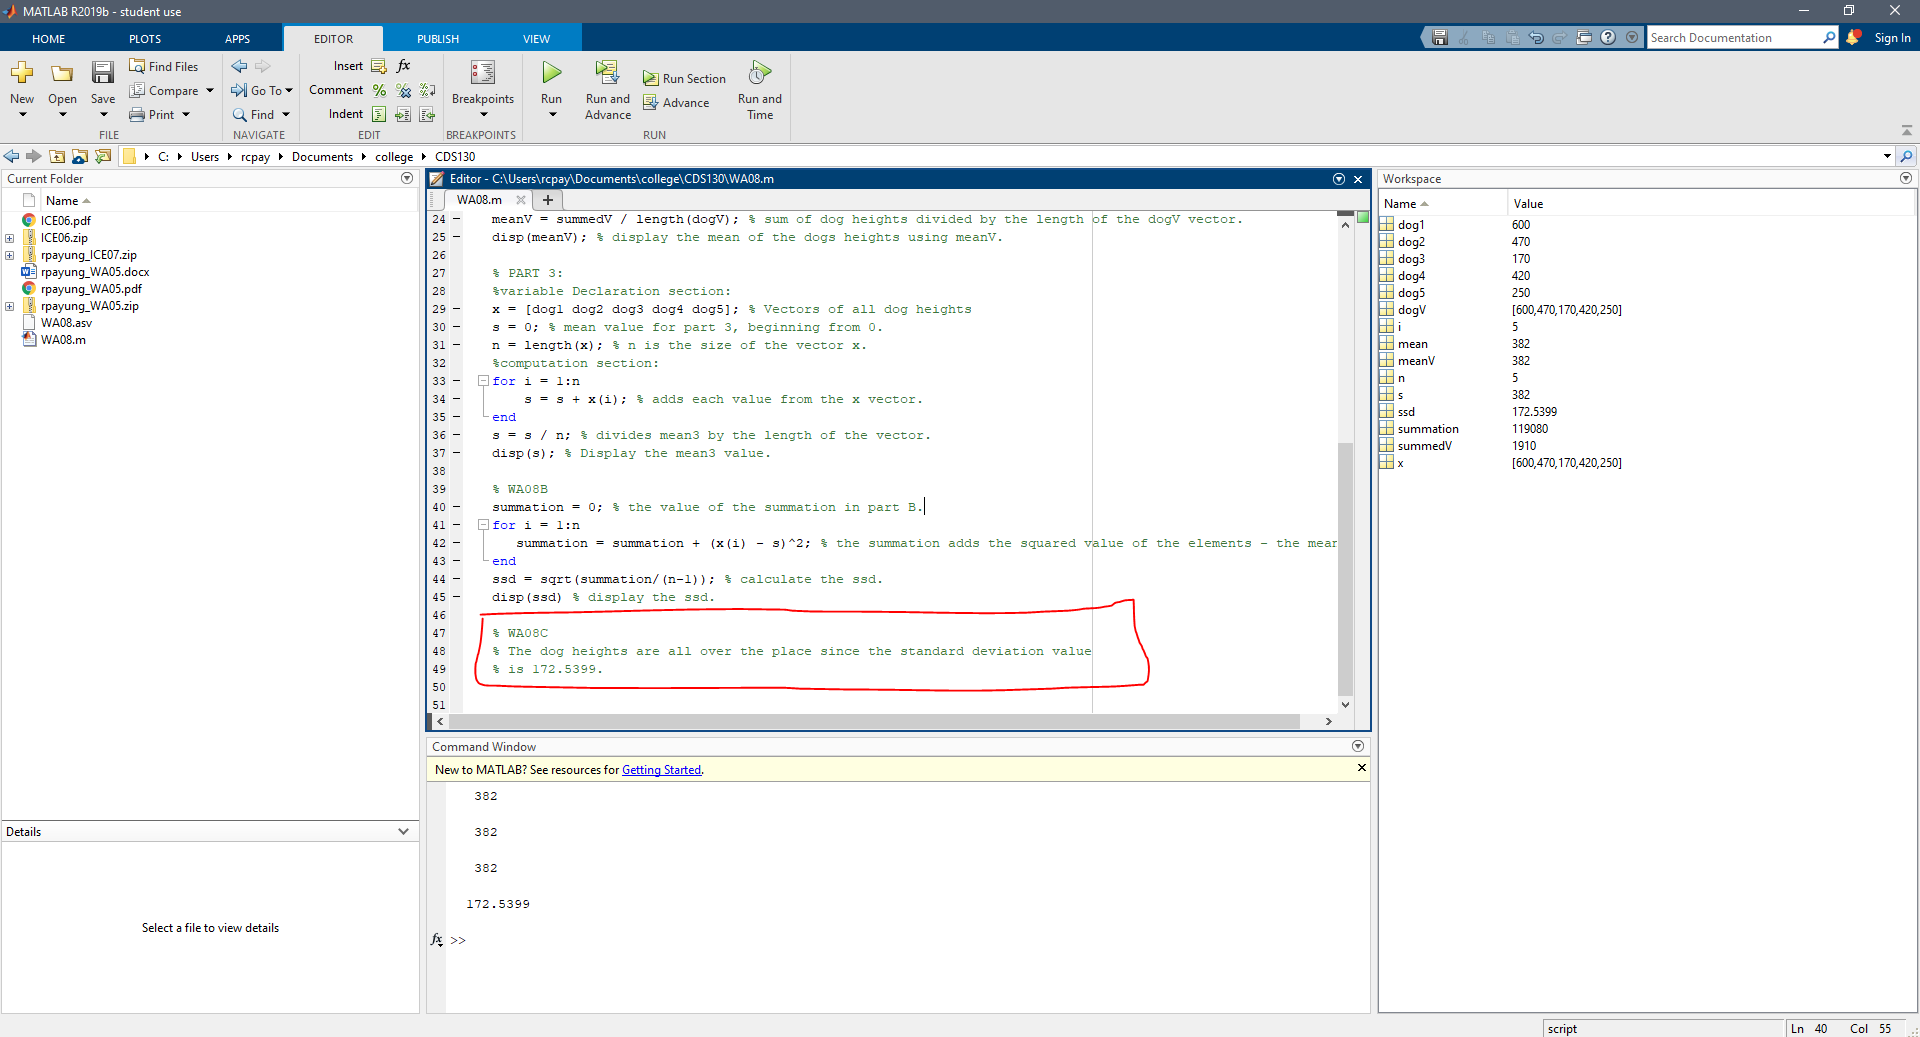 MATLAB R2019b - student use
HOME PLOTS APPS EDITOR PUBLISH VIEW
Search Documentation
Sign In
New
Open
Save
Find Files
Compare
Print
FILE
Go To
Find
NAVIGATE
Insert fx
Comment
Indent
EDIT
Breakpoints
BREAKPOINTS
Run
Run and Advance
Run Section
Advance
Run and Time
RUN
C: Users rcpay Documents college CDS130
Current Folder
Name
ICE06.pdf
ICE06.zip
rpayung_ICE07.zip
rpayung_WA05.docx
rpayung_WA05.pdf
rpayung_WA05.zip
WA08.asv
WA08.m
Details
Select a file to view details
Editor - C:\Users\rcpay\Documents\college\CDS130\WA08.m
WA08.m
24 - meanV = summedV / length(dogV); % sum of dog heights divided by the length of the dogV vector.
25 - disp(meanV); % display the mean of the dogs heights using meanV.
26
27 % PART 3:
28 %variable Declaration section:
29 - x = [dog1 dog2 dog3 dog4 dog5]; % Vectors of all dog heights
30 - s = 0; % mean value for part 3, beginning from 0.
31 - n = length(x); % n is the size of the vector x.
32 %computation section:
33 - for i = 1:n
34 - s = s + x(i); % adds each value from the x vector.
35 - end
36 - s = s / n; % divides mean3 by the length of the vector.
37 - disp(s); % Display the mean3 value.
38
39 % WA08B
40 - summation = 0; % the value of the summation in part B.
41 - for i = 1:n
42 - summation = summation + (x(i) - s)^2; % the summation adds the squared value of the elements - the mean
43 - end
44 - ssd = sqrt(summation/(n-1)); % calculate the ssd.
45 - disp(ssd) % display the ssd.
46
47 % WA08C
48 % The dog heights are all over the place since the standard deviation value
49 % is 172.5399.
50
51
Command Window
New to MATLAB? See resources for Getting Started.
382
382
382
172.5399
fx >>
Workspace
Name Value
dog1 600
dog2 470
dog3 170
dog4 420
dog5 250
dogV [600,470,170,420,250]
i 5
mean 382
meanV 382
n 5
s 382
ssd 172.5399
summation 119080
summedV 1910
x [600,470,170,420,250]
script
Ln 40 Col 55